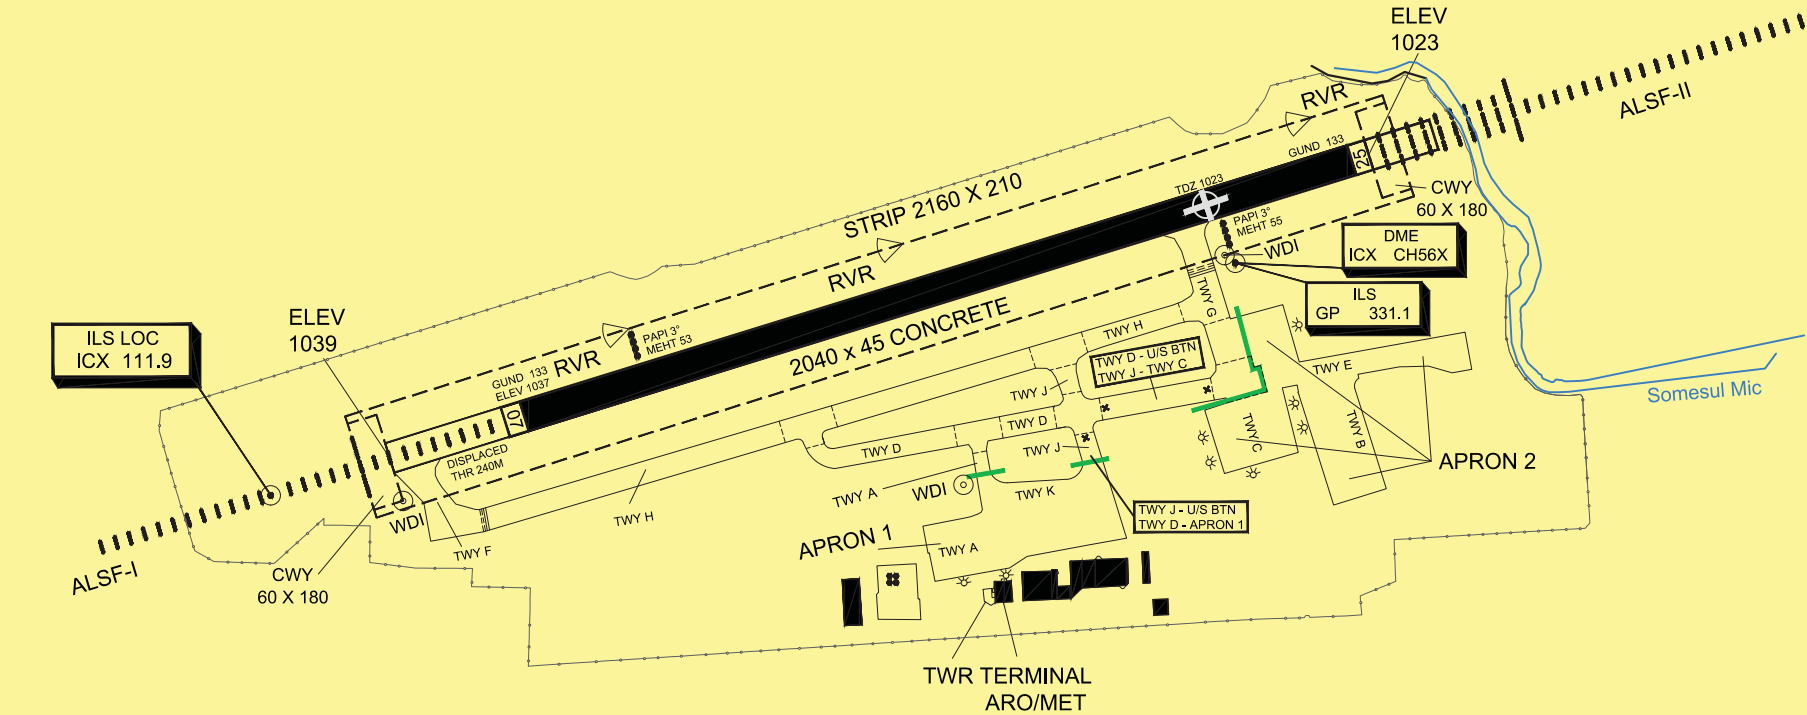 ELEV
1023
ALSF-II
RVR
GUND 133
25
TDZ 1023
STRIP 2160 X 210
CWY
60 X 180
PAPI 3°
MEHT 55
WDI
DME
ICX CH56X
ILS
GP 331.1
RVR
TWY G
ELEV
1039
ILS LOC
ICX 111.9
PAPI 3°
MEHT 53
RVR
2040 x 45 CONCRETE
TWY H
TWY D - U/S BTN
TWY J - TWY C
TWY E
GUND 133
ELEV 1037
07
TWY J
Somesul Mic
TWY D
TWY B
TWY C
TWY D
TWY J
DISPLACED
THR 240M
APRON 2
TWY A
WDI
TWY K
WDI
TWY H
TWY J - U/S BTN
TWY D - APRON 1
APRON 1
TWY A
TWY F
ALSF-I
CWY
60 X 180
TWR TERMINAL
ARO/MET